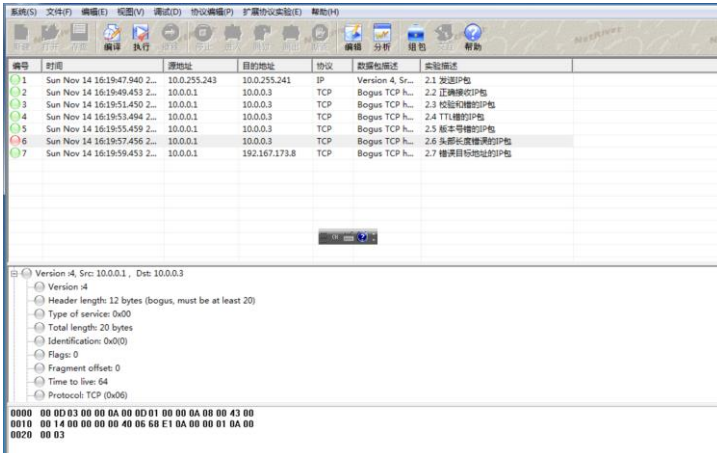 系统(S) 文件(F) 编辑(E) 视图(V) 调试(D) 协议编辑(P) 扩展协议实验(E) 帮助(H)
编译 执行 编辑 分析 组包 帮助
编号 时间 源地址 目的地址 协议 数据包描述 实验描述
1 Sun Nov 14 16:19:47.940 2... 10.0.255.243 10.0.255.241 IP Version 4, Sr... 2.1 发送IP包
2 Sun Nov 14 16:19:49.453 2... 10.0.0.1 10.0.0.3 TCP Bogus TCP h... 2.2 正确接收IP包
3 Sun Nov 14 16:19:51.450 2... 10.0.0.1 10.0.0.3 TCP Bogus TCP h... 2.3 校验和错的IP包
4 Sun Nov 14 16:19:53.494 2... 10.0.0.1 10.0.0.3 TCP Bogus TCP h... 2.4 TTL错的IP包
5 Sun Nov 14 16:19:55.459 2... 10.0.0.1 10.0.0.3 TCP Bogus TCP h... 2.5 版本号错的IP包
6 Sun Nov 14 16:19:57.456 2... 10.0.0.1 10.0.0.3 TCP Bogus TCP h... 2.6 头部长度错误的IP包
7 Sun Nov 14 16:19:59.453 2... 10.0.0.1 192.167.173.8 TCP Bogus TCP h... 2.7 错误目标地址的IP包
Version :4, Src: 10.0.0.1 , Dst: 10.0.0.3
Version :4
Header length: 12 bytes (bogus, must be at least 20)
Type of service: 0x00
Total length: 20 bytes
Identification: 0x0(0)
Flags: 0
Fragment offset: 0
Time to live: 64
Protocol: TCP (0x06)
0000 00 0D 03 00 00 0A 00 0D 01 00 00 0A 08 00 43 00
0010 00 14 00 00 00 00 40 06 68 E1 0A 00 00 01 0A 00
0020 00 03